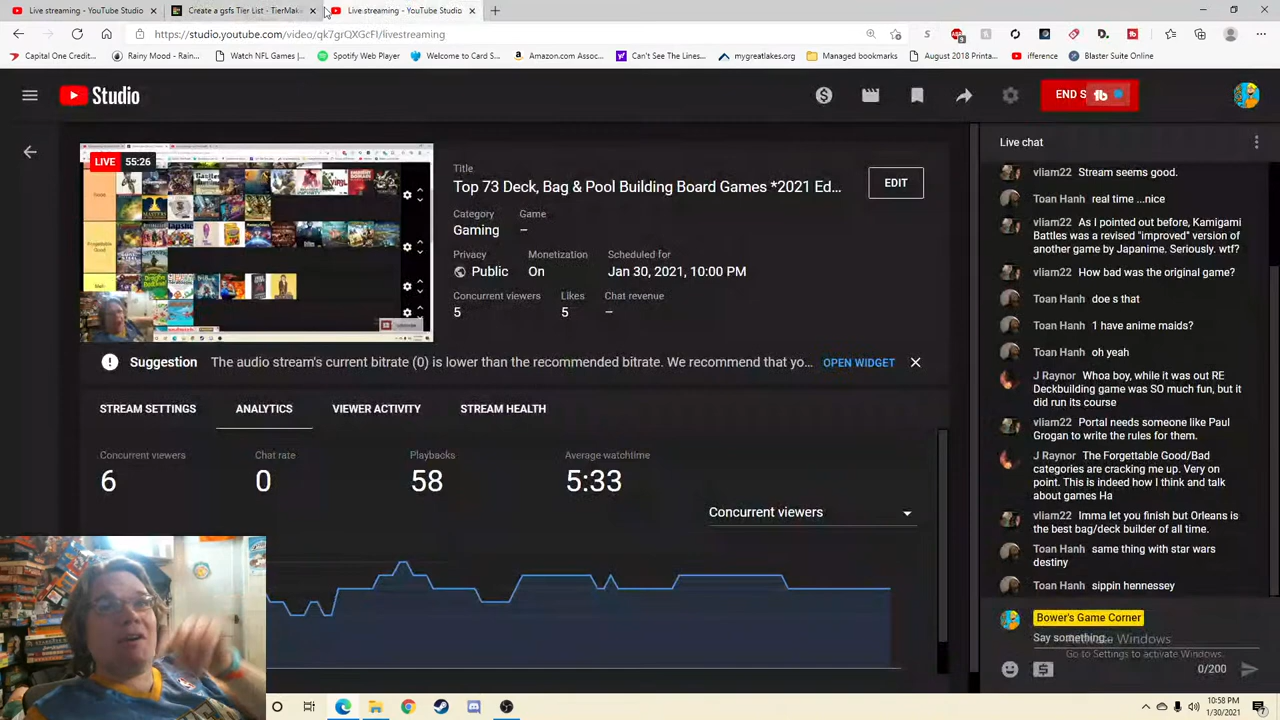 Live streaming - YouTube Studio
Create a gsfs Tier List - TierMak
Live streaming - YouTube Studio
https://studio.youtube.com/video/qk7grQXGcFI/livestreaming
Capital One Credit...
Rainy Mood - Rainy...
Watch NFL Games |...
Spotify Web Player
Welcome to Card S...
Amazon.com Assoc...
Can't See The Lines...
mygreatlakes.org
Managed bookmarks
August 2018 Printa...
ifference
Blaster Suite Online
Studio
END S
LIVE 55:26
Title
Top 73 Deck, Bag & Pool Building Board Games *2021 Ed...
EDIT
Category
Game
Gaming
–
Privacy
Monetization
Scheduled for
Public
On
Jan 30, 2021, 10:00 PM
Concurrent viewers
Likes
Chat revenue
5
5
–
Suggestion The audio stream's current bitrate (0) is lower than the recommended bitrate. We recommend that yo...
OPEN WIDGET
STREAM SETTINGS
ANALYTICS
VIEWER ACTIVITY
STREAM HEALTH
Concurrent viewers
Chat rate
Playbacks
Average watchtime
6
0
58
5:33
Concurrent viewers
Live chat
vliam22 Stream seems good.
Toan Hanh real time ...nice
vliam22 As I pointed out before, Kamigami
Battles was a revised "improved" version of
another game by Japanime. Seriously. wtf?
vliam22 How bad was the original game?
Toan Hanh doe s that
Toan Hanh 1 have anime maids?
Toan Hanh oh yeah
J Raynor Whoa boy, while it was out RE
Deckbuilding game was SO much fun, but it
did run its course
vliam22 Portal needs someone like Paul
Grogan to write the rules for them.
J Raynor The Forgettable Good/Bad
categories are cracking me up. Very on
point. This is indeed how I think and talk
about games Ha
vliam22 Imma let you finish but Orleans is
the best bag/deck builder of all time.
Toan Hanh same thing with star wars
destiny
Toan Hanh sippin hennessey
Bower's Game Corner
Say something...
Activate Windows
Go to Settings to activate Windows.
0/200
10:58 PM
1/30/2021